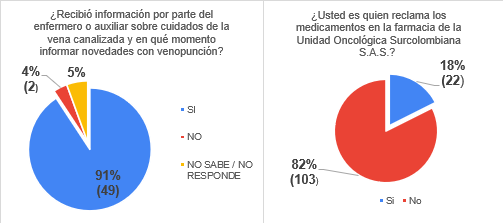 ¿Recibió información por parte del
enfermero o auxiliar sobre cuidados de la
vena canalizada y en qué momento
informar novedades con venopunción?
4%
(2)
5%
91%
(49)
SI
NO
NO SABE / NO
RESPONDE
¿Usted es quien reclama los
medicamentos en la farmacia de la
Unidad Oncológica Surcolombiana
S.A.S.?
18%
(22)
82%
(103)
Si
No